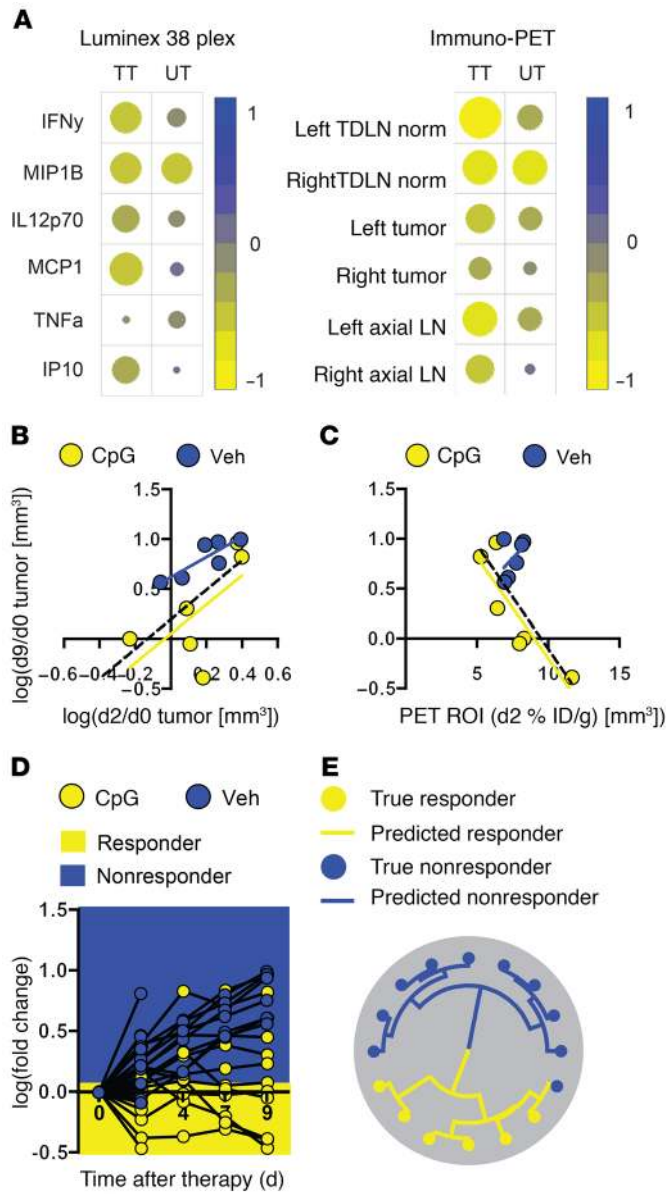 A
Luminex 38 plex
TT UT
IFNy
MIP1B
IL12p70
MCP1
TNFa
IP10
1
0
−1
Immuno-PET
TT UT
Left TDLN norm
RightTDLN norm
Left tumor
Right tumor
Left axial LN
Right axial LN
1
0
−1
B
CpG Veh
log(d9/d0 tumor [mm³])
1.5
1.0
0.5
0.0
−0.5
−0.6 −0.4 −0.2 0.2 0.4 0.6
log(d2/d0 tumor [mm³])
C
CpG Veh
1.5
1.0
0.5
0.0
−0.5
5 10 15
PET ROI (d2 % ID/g) [mm³])
D
CpG Veh
Responder
Nonresponder
log(fold change)
1.5
1.0
0.5
0.0
-0.5
0 4 7 9
Time after therapy (d)
E
True responder
Predicted responder
True nonresponder
Predicted nonresponder